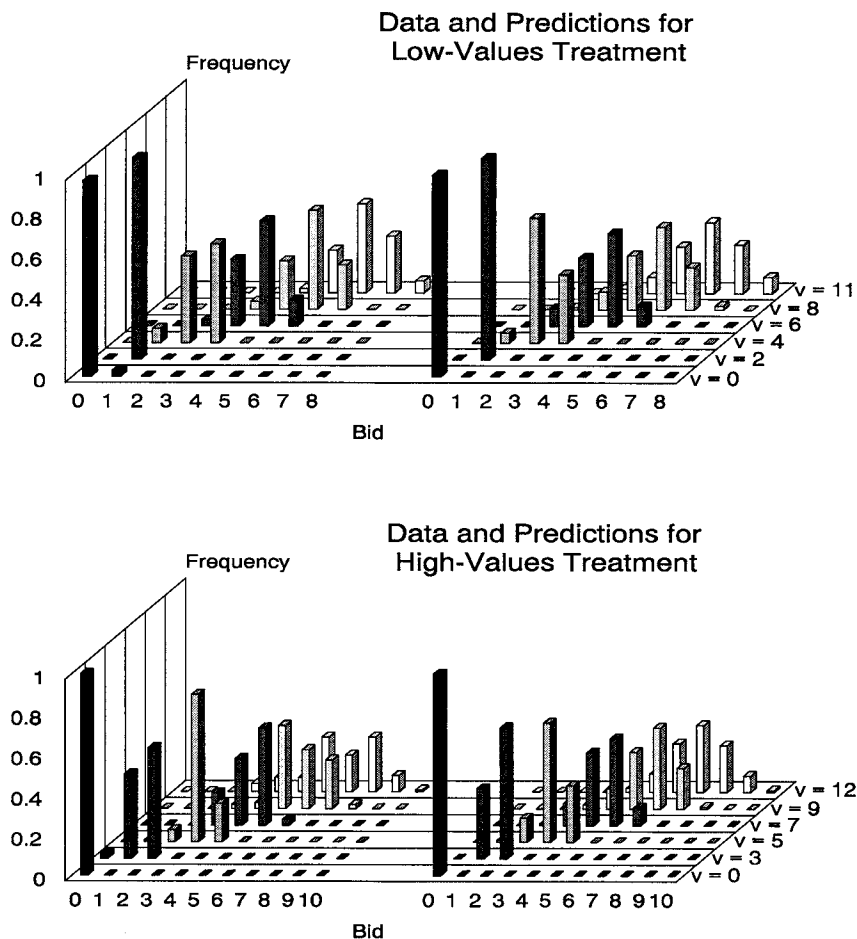 Data and Predictions for
Low-Values Treatment
Frequency
1
0.8
0.6
0.4
0.2
0
v = 11
v = 8
v = 6
v = 4
v = 2
v = 0
0 1 2 3 4 5 6 7 8 0 1 2 3 4 5 6 7 8
Bid
Data and Predictions for
High-Values Treatment
Frequency
1
0.8
0.6
0.4
0.2
0
v = 12
v = 9
v = 7
v = 5
v = 3
v = 0
0 1 2 3 4 5 6 7 8 910 0 1 2 3 4 5 6 7 8 910
Bid